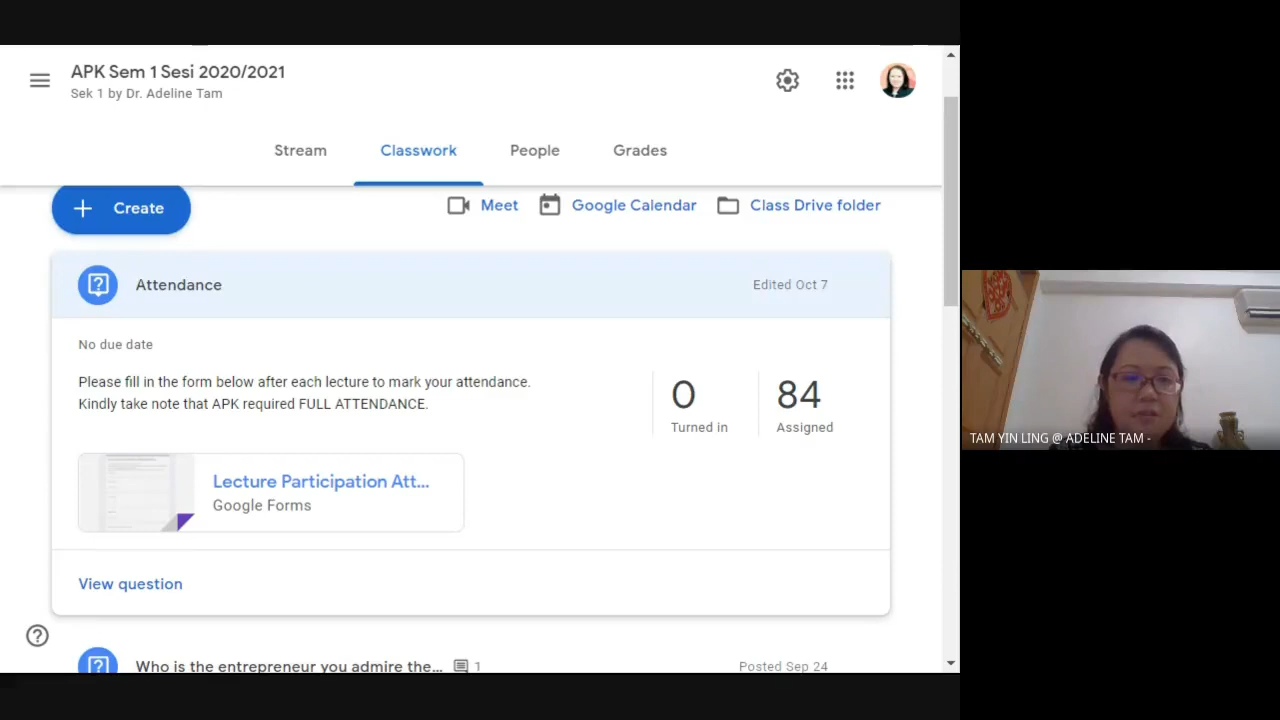 APK Sem 1 Sesi 2020/2021
Sek 1 by Dr. Adeline Tam
Stream
Classwork
People
Grades
Create
Meet
Google Calendar
Class Drive folder
Attendance
Edited Oct 7
No due date
Please fill in the form below after each lecture to mark your attendance.
Kindly take note that APK required FULL ATTENDANCE.
0
Turned in
84
Assigned
Lecture Participation Att...
Google Forms
View question
Who is the entrepreneur you admire the...
1
Posted Sep 24
TAM YIN LING @ ADELINE TAM -